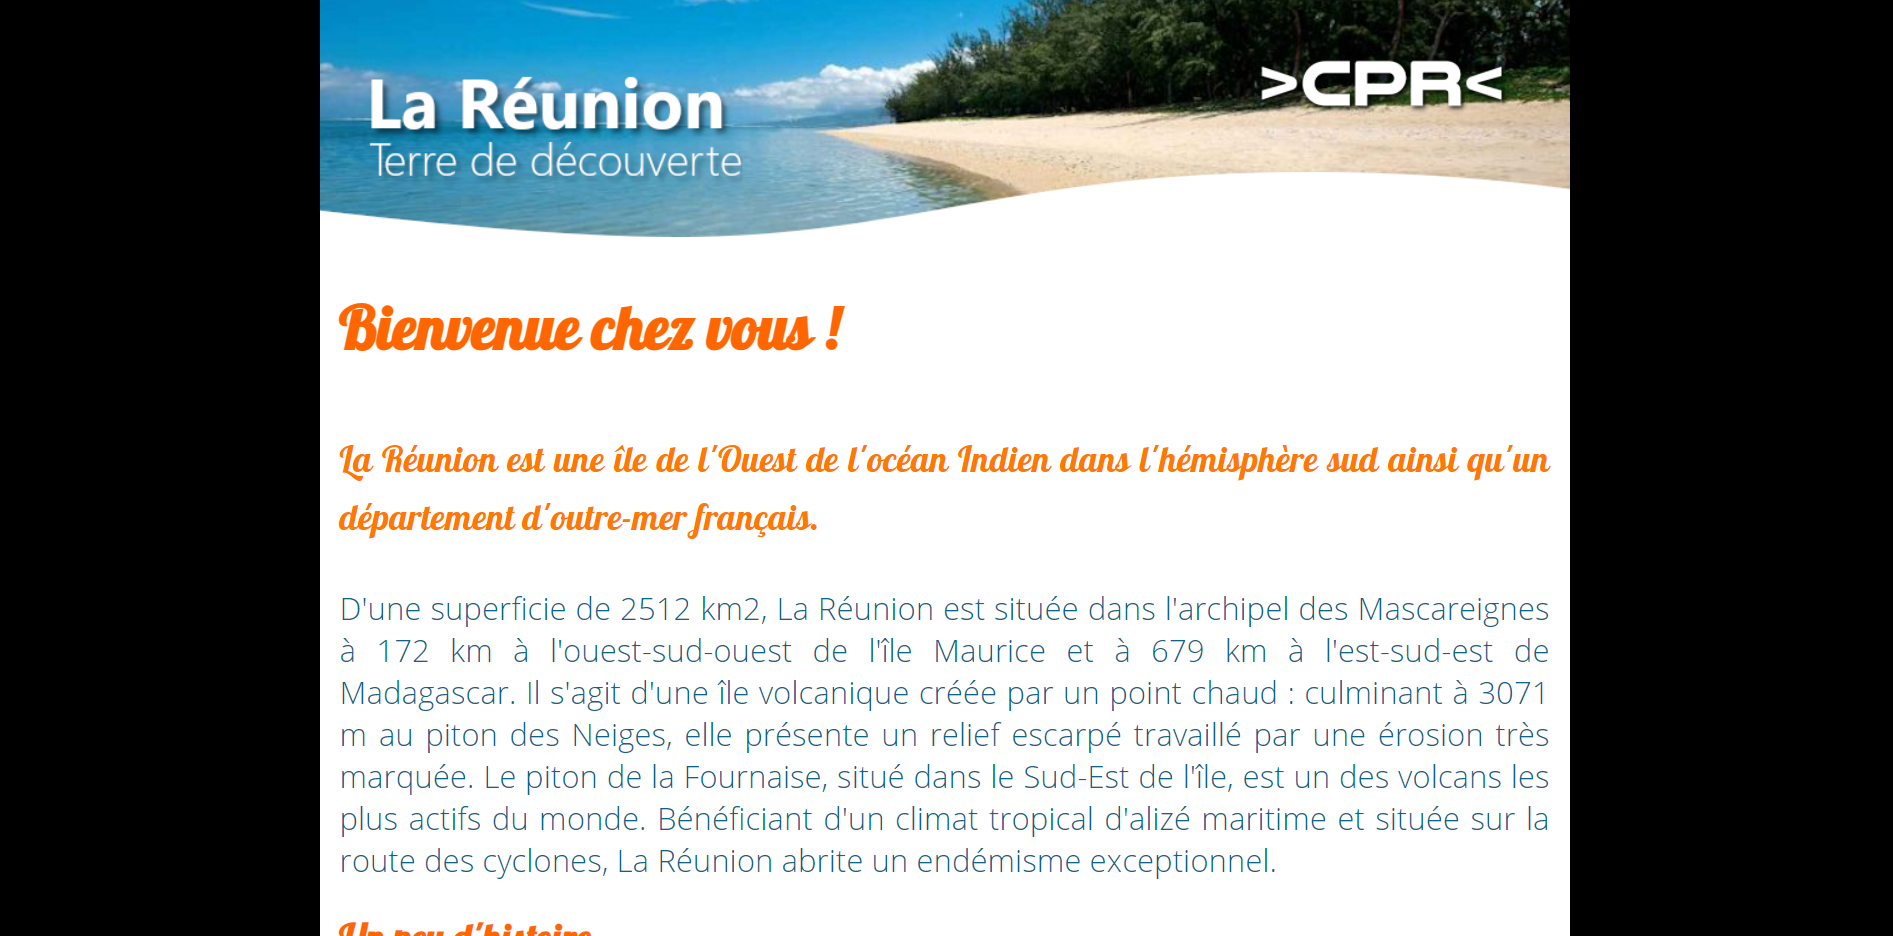 La Réunion
Terre de découverte
>CPR<
Bienvenue chez vous !
La Réunion est une île de l'Ouest de l'océan Indien dans l'hémisphère sud ainsi qu'un
département d'outre-mer français.
D'une superficie de 2512 km2, La Réunion est située dans l'archipel des Mascareignes
à 172 km à l'ouest-sud-ouest de l'île Maurice et à 679 km à l'est-sud-est de
Madagascar. Il s'agit d'une île volcanique créée par un point chaud : culminant à 3071
m au piton des Neiges, elle présente un relief escarpé travaillé par une érosion très
marquée. Le piton de la Fournaise, situé dans le Sud-Est de l'île, est un des volcans les
plus actifs du monde. Bénéficiant d'un climat tropical d'alizé maritime et située sur la
route des cyclones, La Réunion abrite un endémisme exceptionnel.
Un peu d'histoire